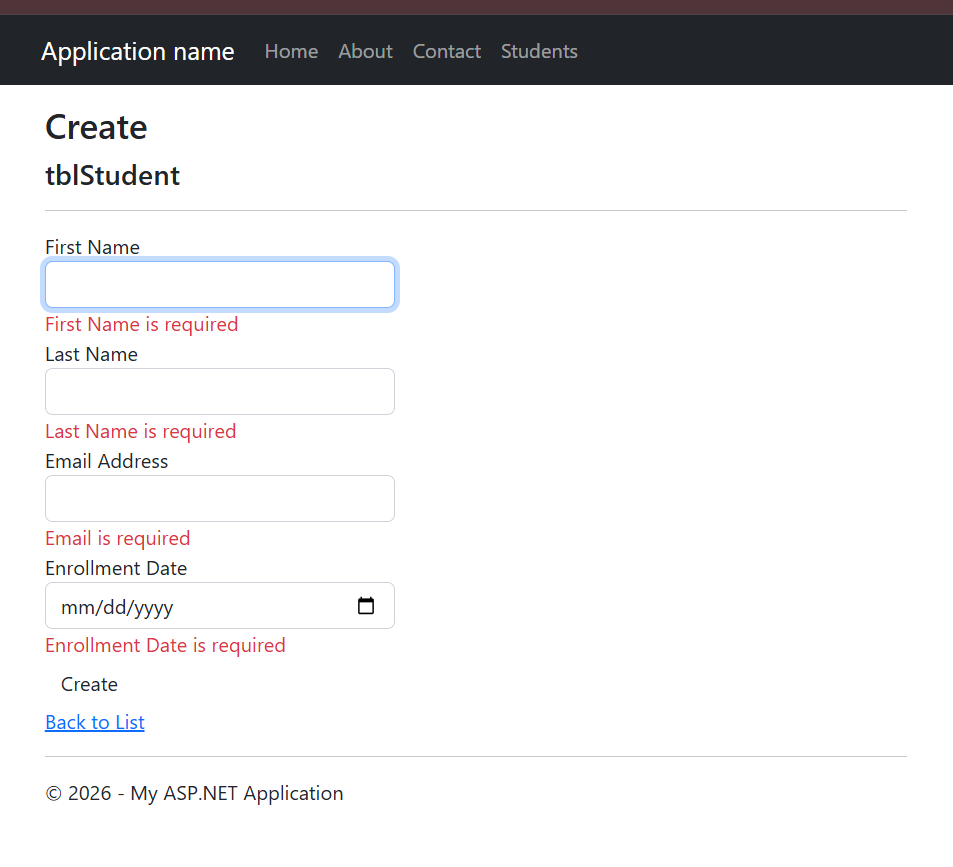 Application name Home About Contact Students
Create
tblStudent
First Name
First Name is required
Last Name
Last Name is required
Email Address
Email is required
Enrollment Date
mm/dd/yyyy
Enrollment Date is required
Create
Back to List
© 2026 - My ASP.NET Application